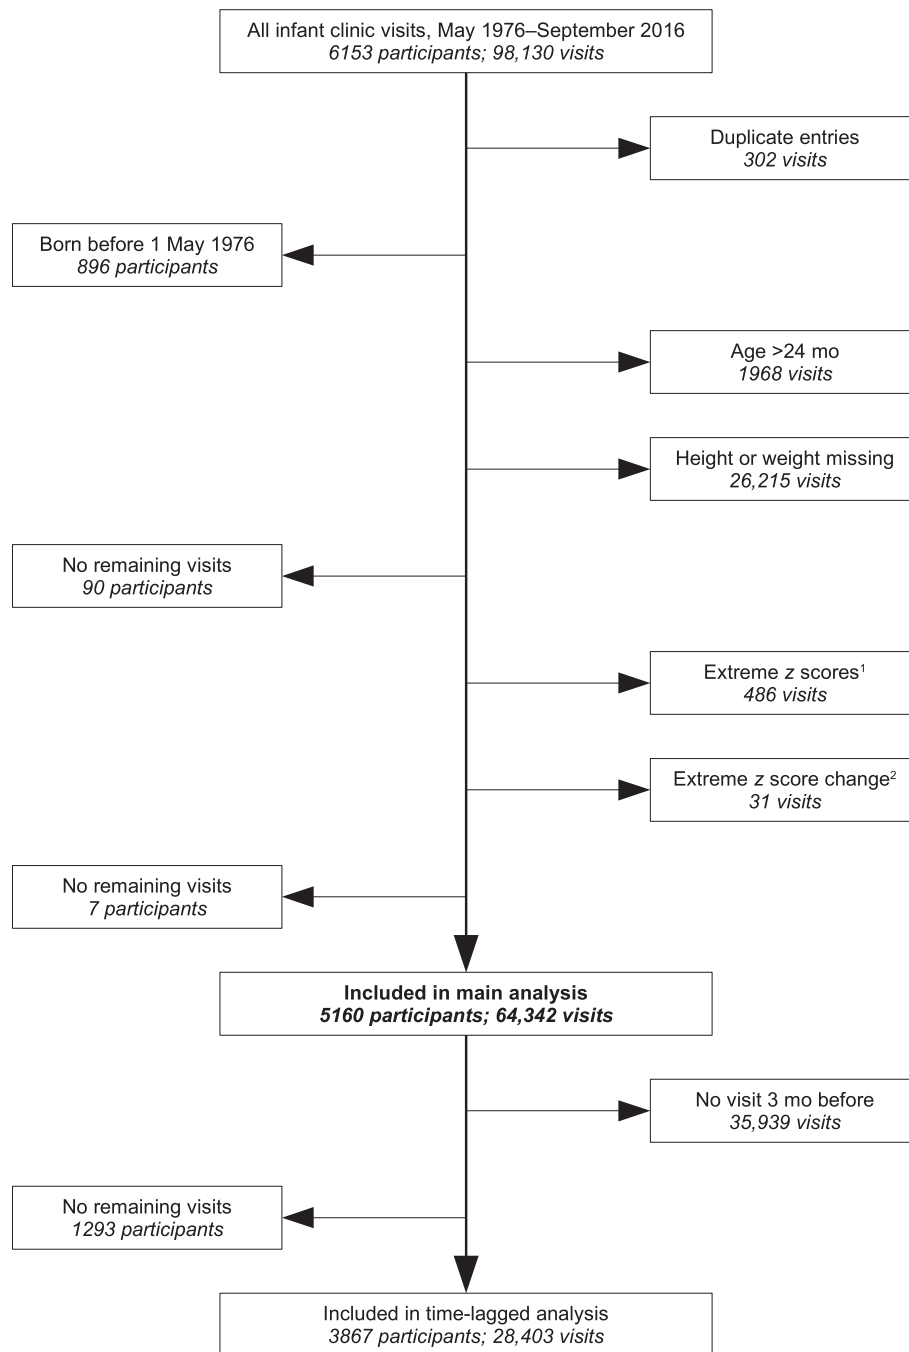 All infant clinic visits, May 1976–September 2016
6153 participants; 98,130 visits
Duplicate entries
302 visits
Born before 1 May 1976
896 participants
Age >24 mo
1968 visits
Height or weight missing
26,215 visits
No remaining visits
90 participants
Extreme z scores¹
486 visits
Extreme z score change²
31 visits
No remaining visits
7 participants
Included in main analysis
5160 participants; 64,342 visits
No visit 3 mo before
35,939 visits
No remaining visits
1293 participants
Included in time-lagged analysis
3867 participants; 28,403 visits